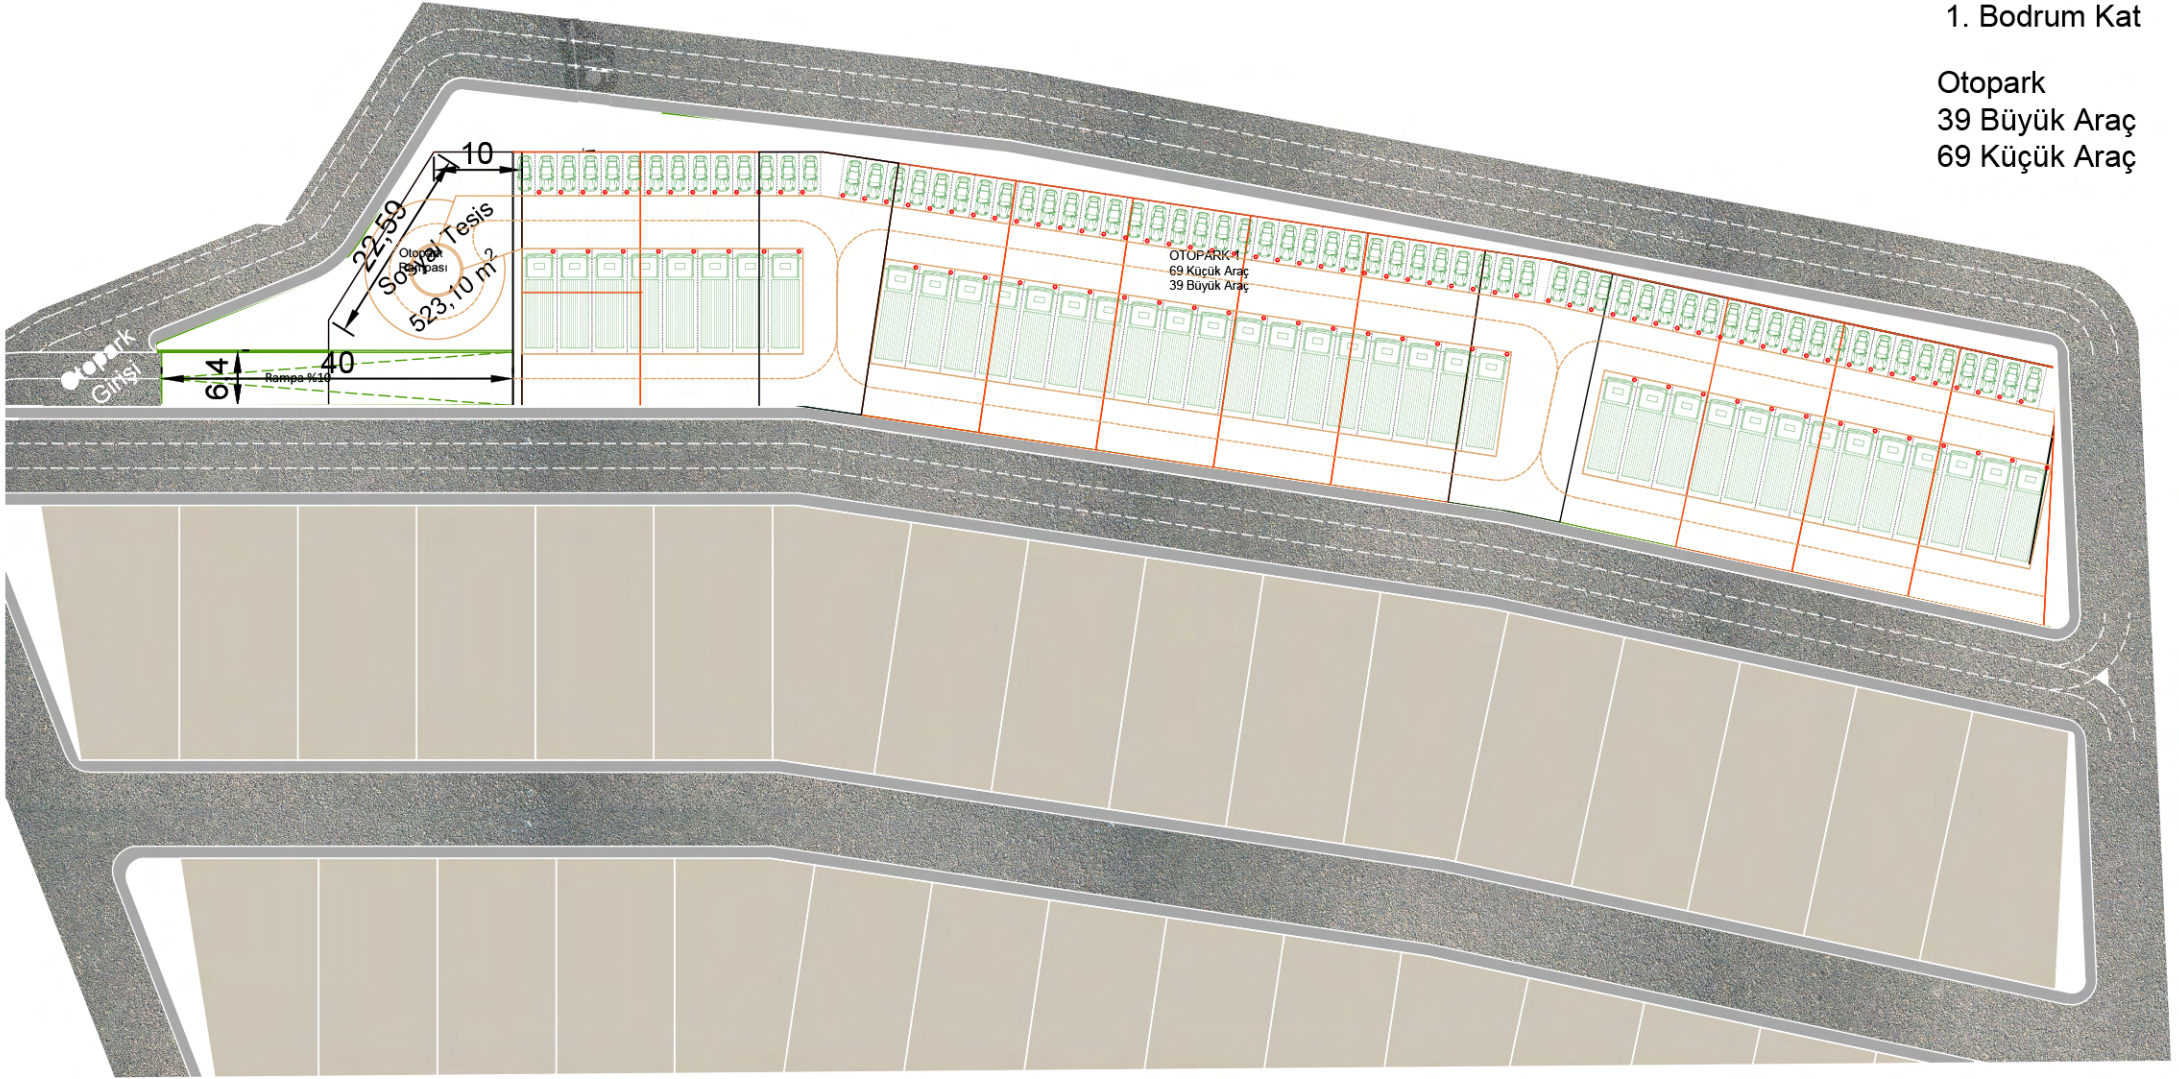 1. Bodrum Kat
Otopark
39 Büyük Araç
69 Küçük Araç
10
22,59
Sosyal Tesis
523,10 m²
Otopark
Rampası
OTOPARK 1
69 Küçük Araç
39 Büyük Araç
Otopark
Girişi
6,4
40
Rampa %10